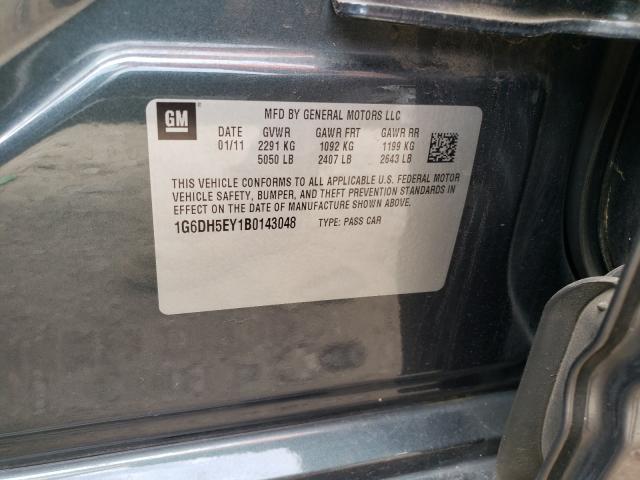 GM ®
MFD BY GENERAL MOTORS LLC
DATE GVWR GAWR FRT GAWR RR
01/11 2291 KG 1092 KG 1199 KG
5050 LB 2407 LB 2643 LB
THIS VEHICLE CONFORMS TO ALL APPLICABLE U.S. FEDERAL MOTOR
VEHICLE SAFETY, BUMPER, AND THEFT PREVENTION STANDARDS IN
EFFECT ON THE DATE OF MANUFACTURE SHOWN ABOVE.
1G6DH5EY1B0143048 TYPE: PASS CAR